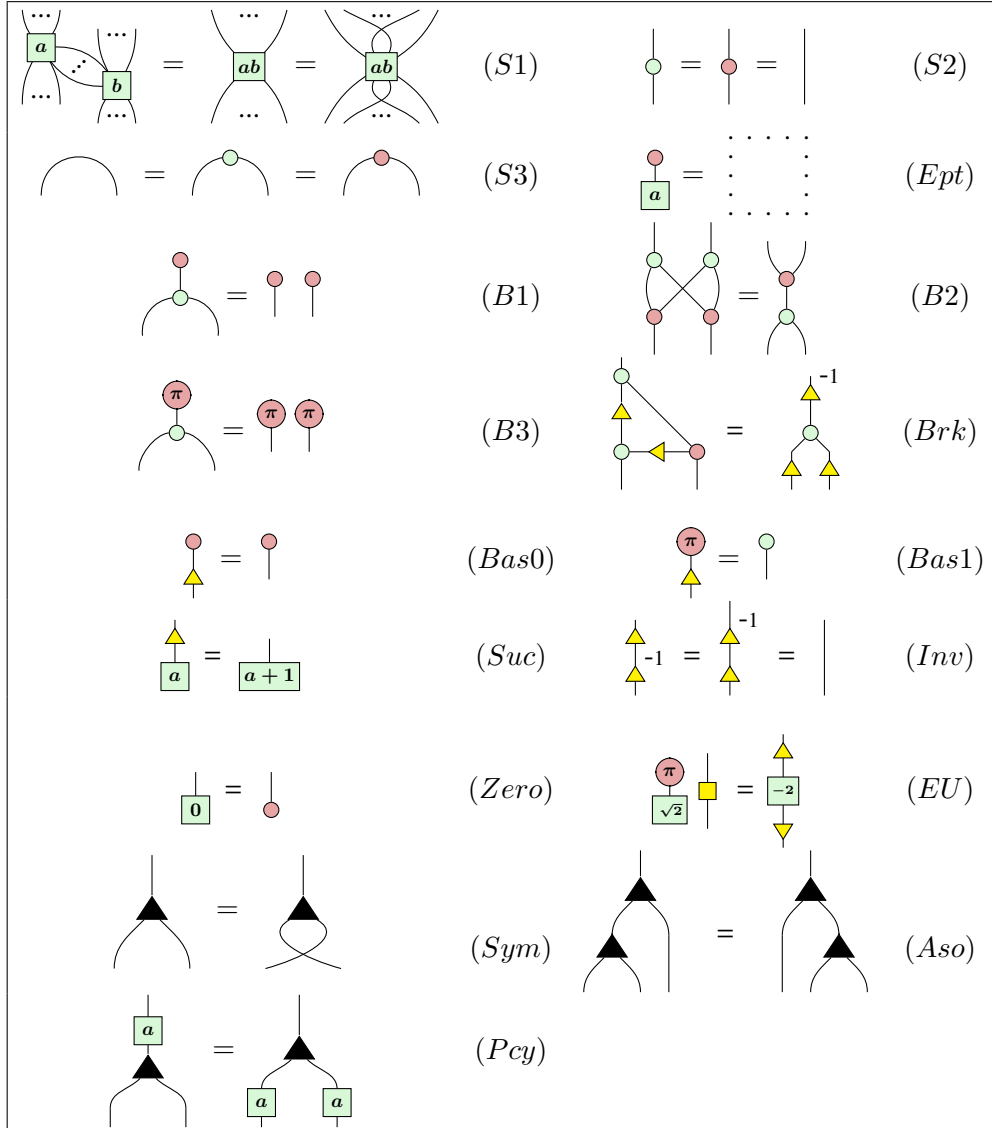 ... ... ...
a ... = ab = ab (S1) = = (S2)
... b
... ... ...
= = (S3) a = (Ept)
= (B1) = (B2)
π = π π (B3) = -1 (Brk)
= (Bas0) π = (Bas1)
a = a + 1 (Suc) -1 = -1 = (Inv)
0 = (Zero) π √2 = -2 (EU)
= (Sym) = (Aso)
a = a a (Pcy)